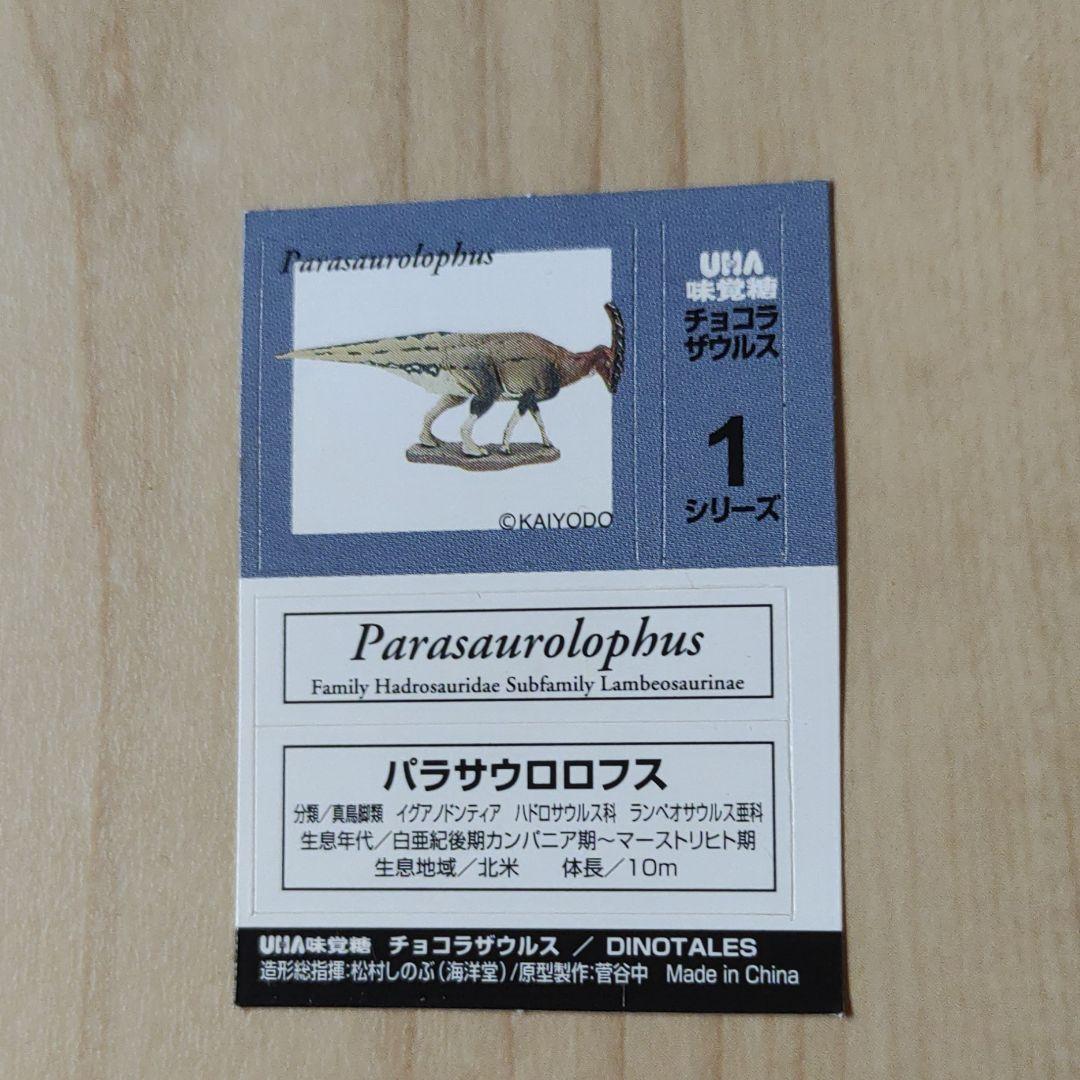 Parasaurolophus
©KAIYODO
UHA
味覚糖
チョコラ
ザウルス
1
シリーズ
Parasaurolophus
Family Hadrosauridae Subfamily Lambeosaurinae
パラサウロロフス
分類／真鳥脚類　イグアノドンティア　ハドロサウルス科　ランベオサウルス亜科
生息年代／白亜紀後期カンパニア期〜マーストリヒト期
生息地域／北米　体長／10m
UHA味覚糖　チョコラザウルス　／　DINOTALES
造形総指揮:松村しのぶ(海洋堂)/原型製作:菅谷中　Made in China